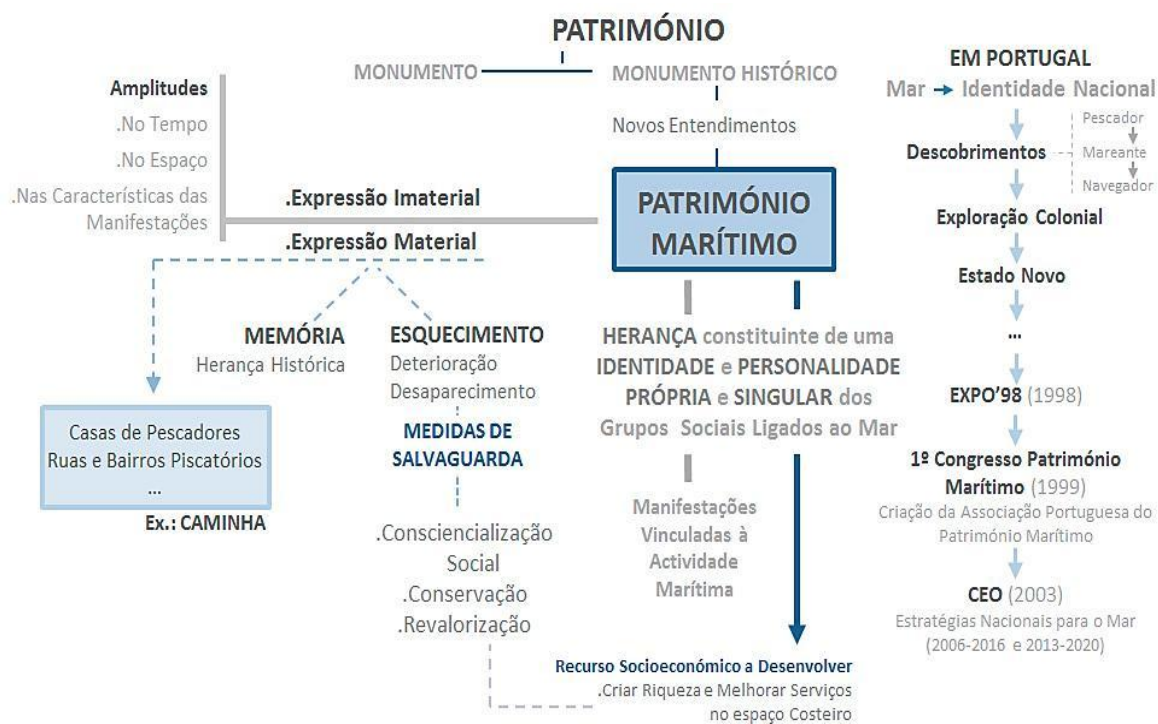 PATRIMÓNIO
MONUMENTO
MONUMENTO HISTÓRICO
Novos Entendimentos
PATRIMÓNIO
MARÍTIMO
Amplitudes
.No Tempo
.No Espaço
.Nas Características das
Manifestações
.Expressão Imaterial
.Expressão Material
MEMÓRIA
Herança Histórica
ESQUECIMENTO
Deterioração
Desaparecimento
MEDIDAS DE
SALVAGUARDA
.Consciencialização
Social
.Conservação
.Revalorização
Casas de Pescadores
Ruas e Bairros Piscatórios
...
Ex.: CAMINHA
HERANÇA constituinte de uma
IDENTIDADE e PERSONALIDADE
PRÓPRIA e SINGULAR dos
Grupos Sociais Ligados ao Mar
Manifestações
Vinculadas à
Actividade
Marítima
Recurso Socioeconómico a Desenvolver
.Criar Riqueza e Melhorar Serviços
no espaço Costeiro
EM PORTUGAL
Mar → Identidade Nacional
Descobrimentos
Pescador
Mareante
Navegador
Exploração Colonial
Estado Novo
...
EXPO'98 (1998)
1º Congresso Património
Marítimo (1999)
Criação da Associação Portuguesa do
Património Marítimo
CEO (2003)
Estratégias Nacionais para o Mar
(2006-2016 e 2013-2020)